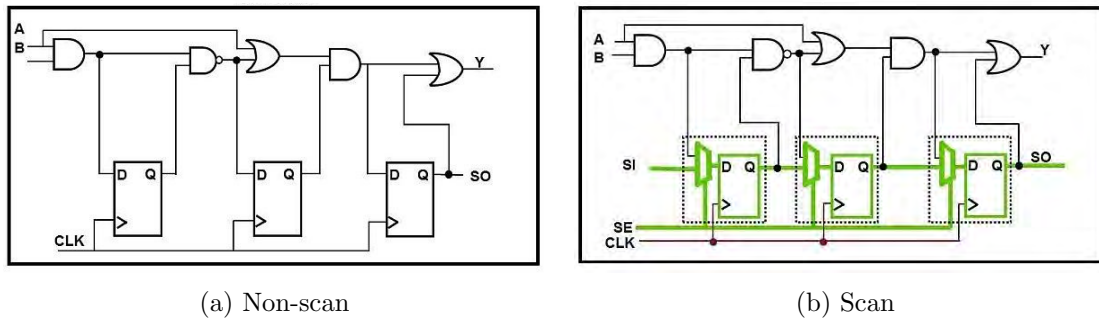 A
B
Y
D Q
D Q
D Q
SO
CLK
(a) Non-scan
A
B
Y
SI
D Q
D Q
D Q
SO
SE
CLK
(b) Scan